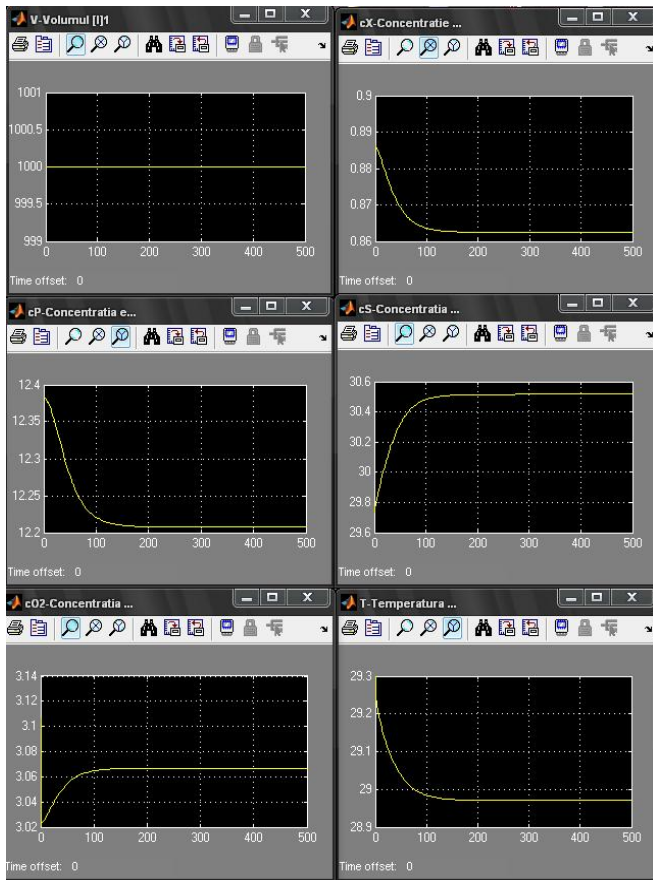 V-Volumul [l]1
1001
1000.5
1000
999.5
999
0 100 200 300 400 500
Time offset: 0
cX-Concentratie ...
0.9
0.89
0.88
0.87
0.86
0 100 200 300 400 500
Time offset: 0
cP-Concentratia e...
12.4
12.35
12.3
12.25
12.2
0 100 200 300 400 500
Time offset: 0
cS-Concentratia ...
30.6
30.4
30.2
30
29.8
29.6
0 100 200 300 400 500
Time offset: 0
cO2-Concentratia ...
3.14
3.12
3.1
3.08
3.06
3.04
3.02
0 100 200 300 400 500
Time offset: 0
T-Temperatura ...
29.3
29.2
29.1
29
28.9
0 100 200 300 400 500
Time offset: 0